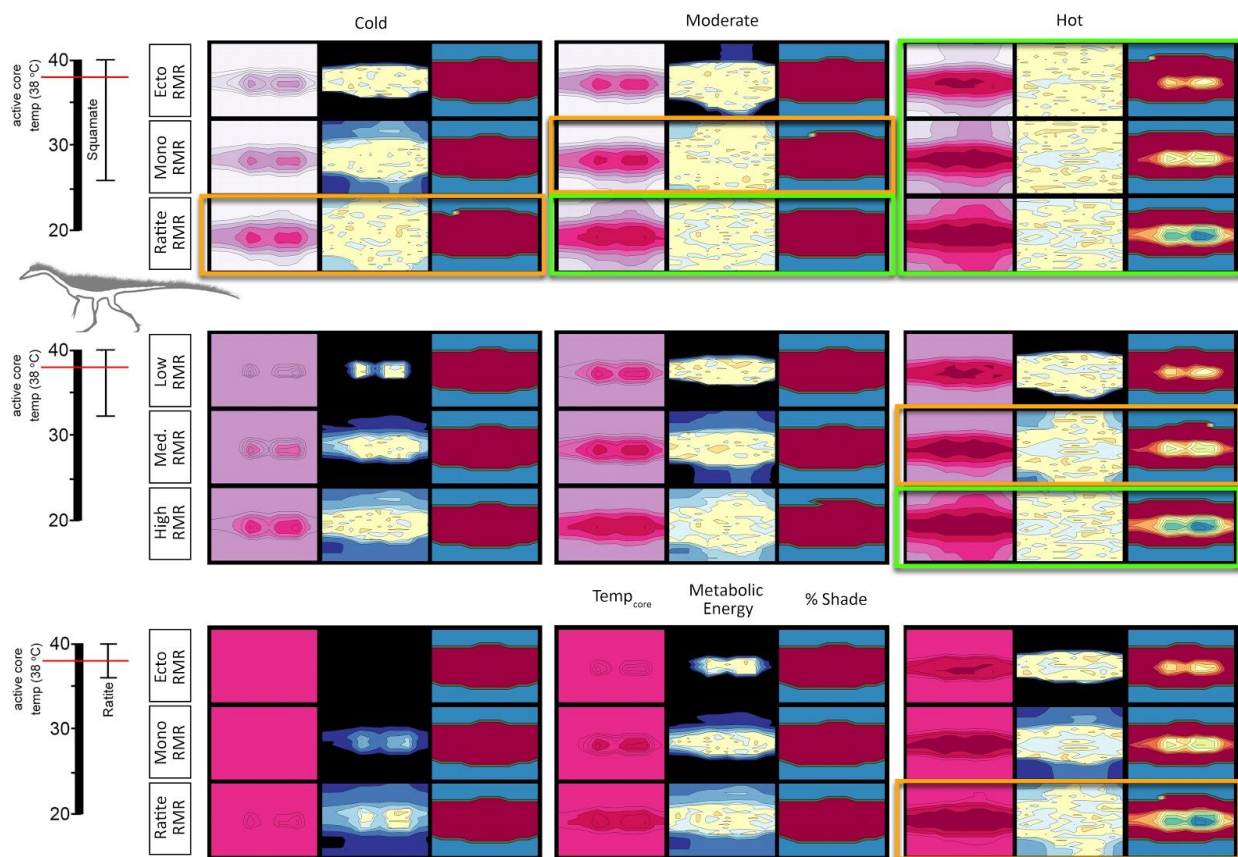 Cold
Moderate
Hot
active core
temp (38 °C)
40
30
20
Squamate
Ecto
RMR
Mono
RMR
Ratite
RMR
active core
temp (38 °C)
40
30
20
Low
RMR
Med.
RMR
High
RMR
Temp core
Metabolic
Energy
% Shade
active core
temp (38 °C)
40
30
20
Ratite
Ecto
RMR
Mono
RMR
Ratite
RMR